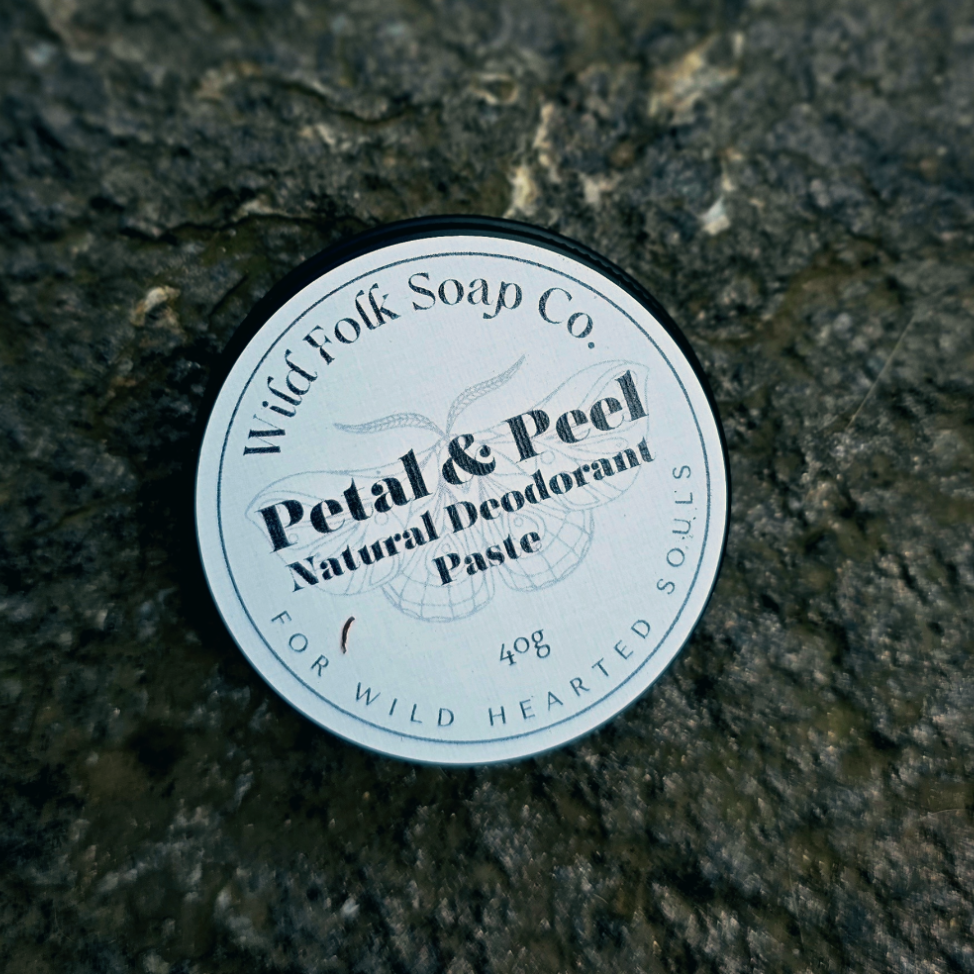 Wild Folk Soap Co.
Petal & Peel
Natural Deodorant
Paste
40g
FOR WILD HEARTED SOULS